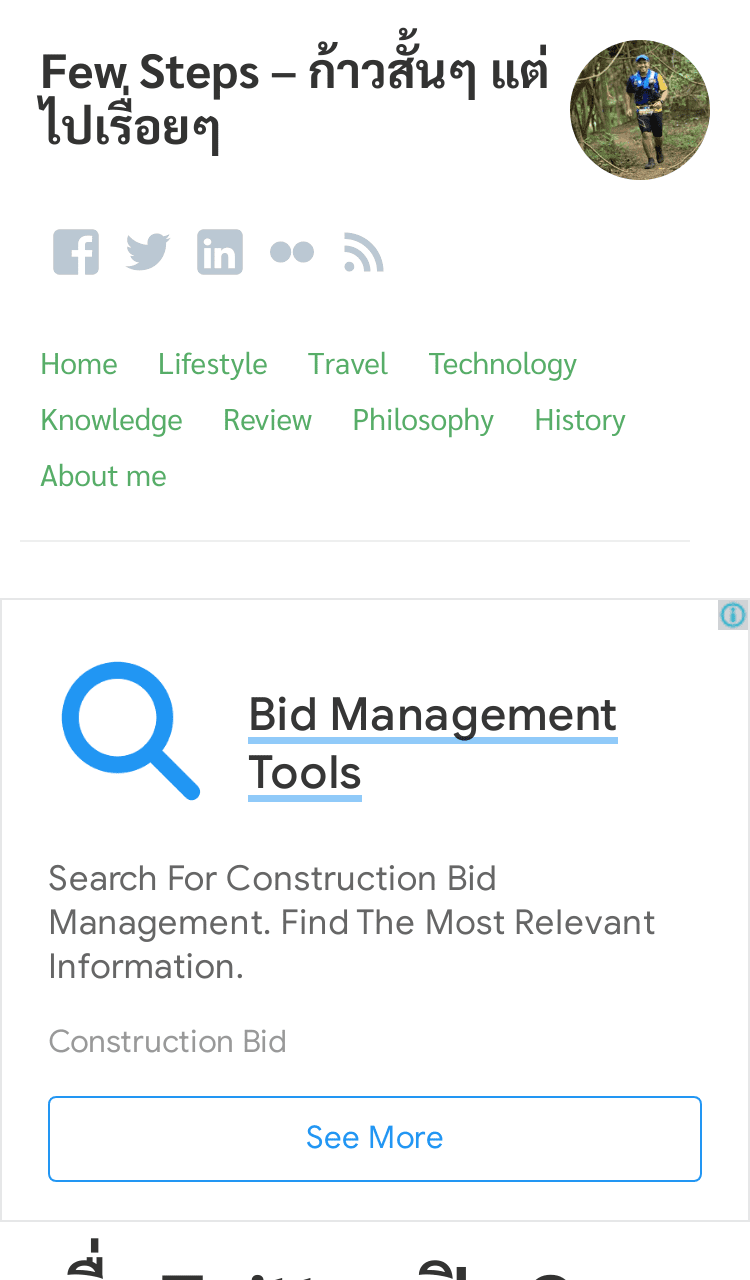 Few Steps – ก้าวสั้นๆ แต่
ไปเรื่อยๆ
Home Lifestyle Travel Technology
Knowledge Review Philosophy History
About me
Bid Management
Tools
Search For Construction Bid
Management. Find The Most Relevant
Information.
Construction Bid
See More